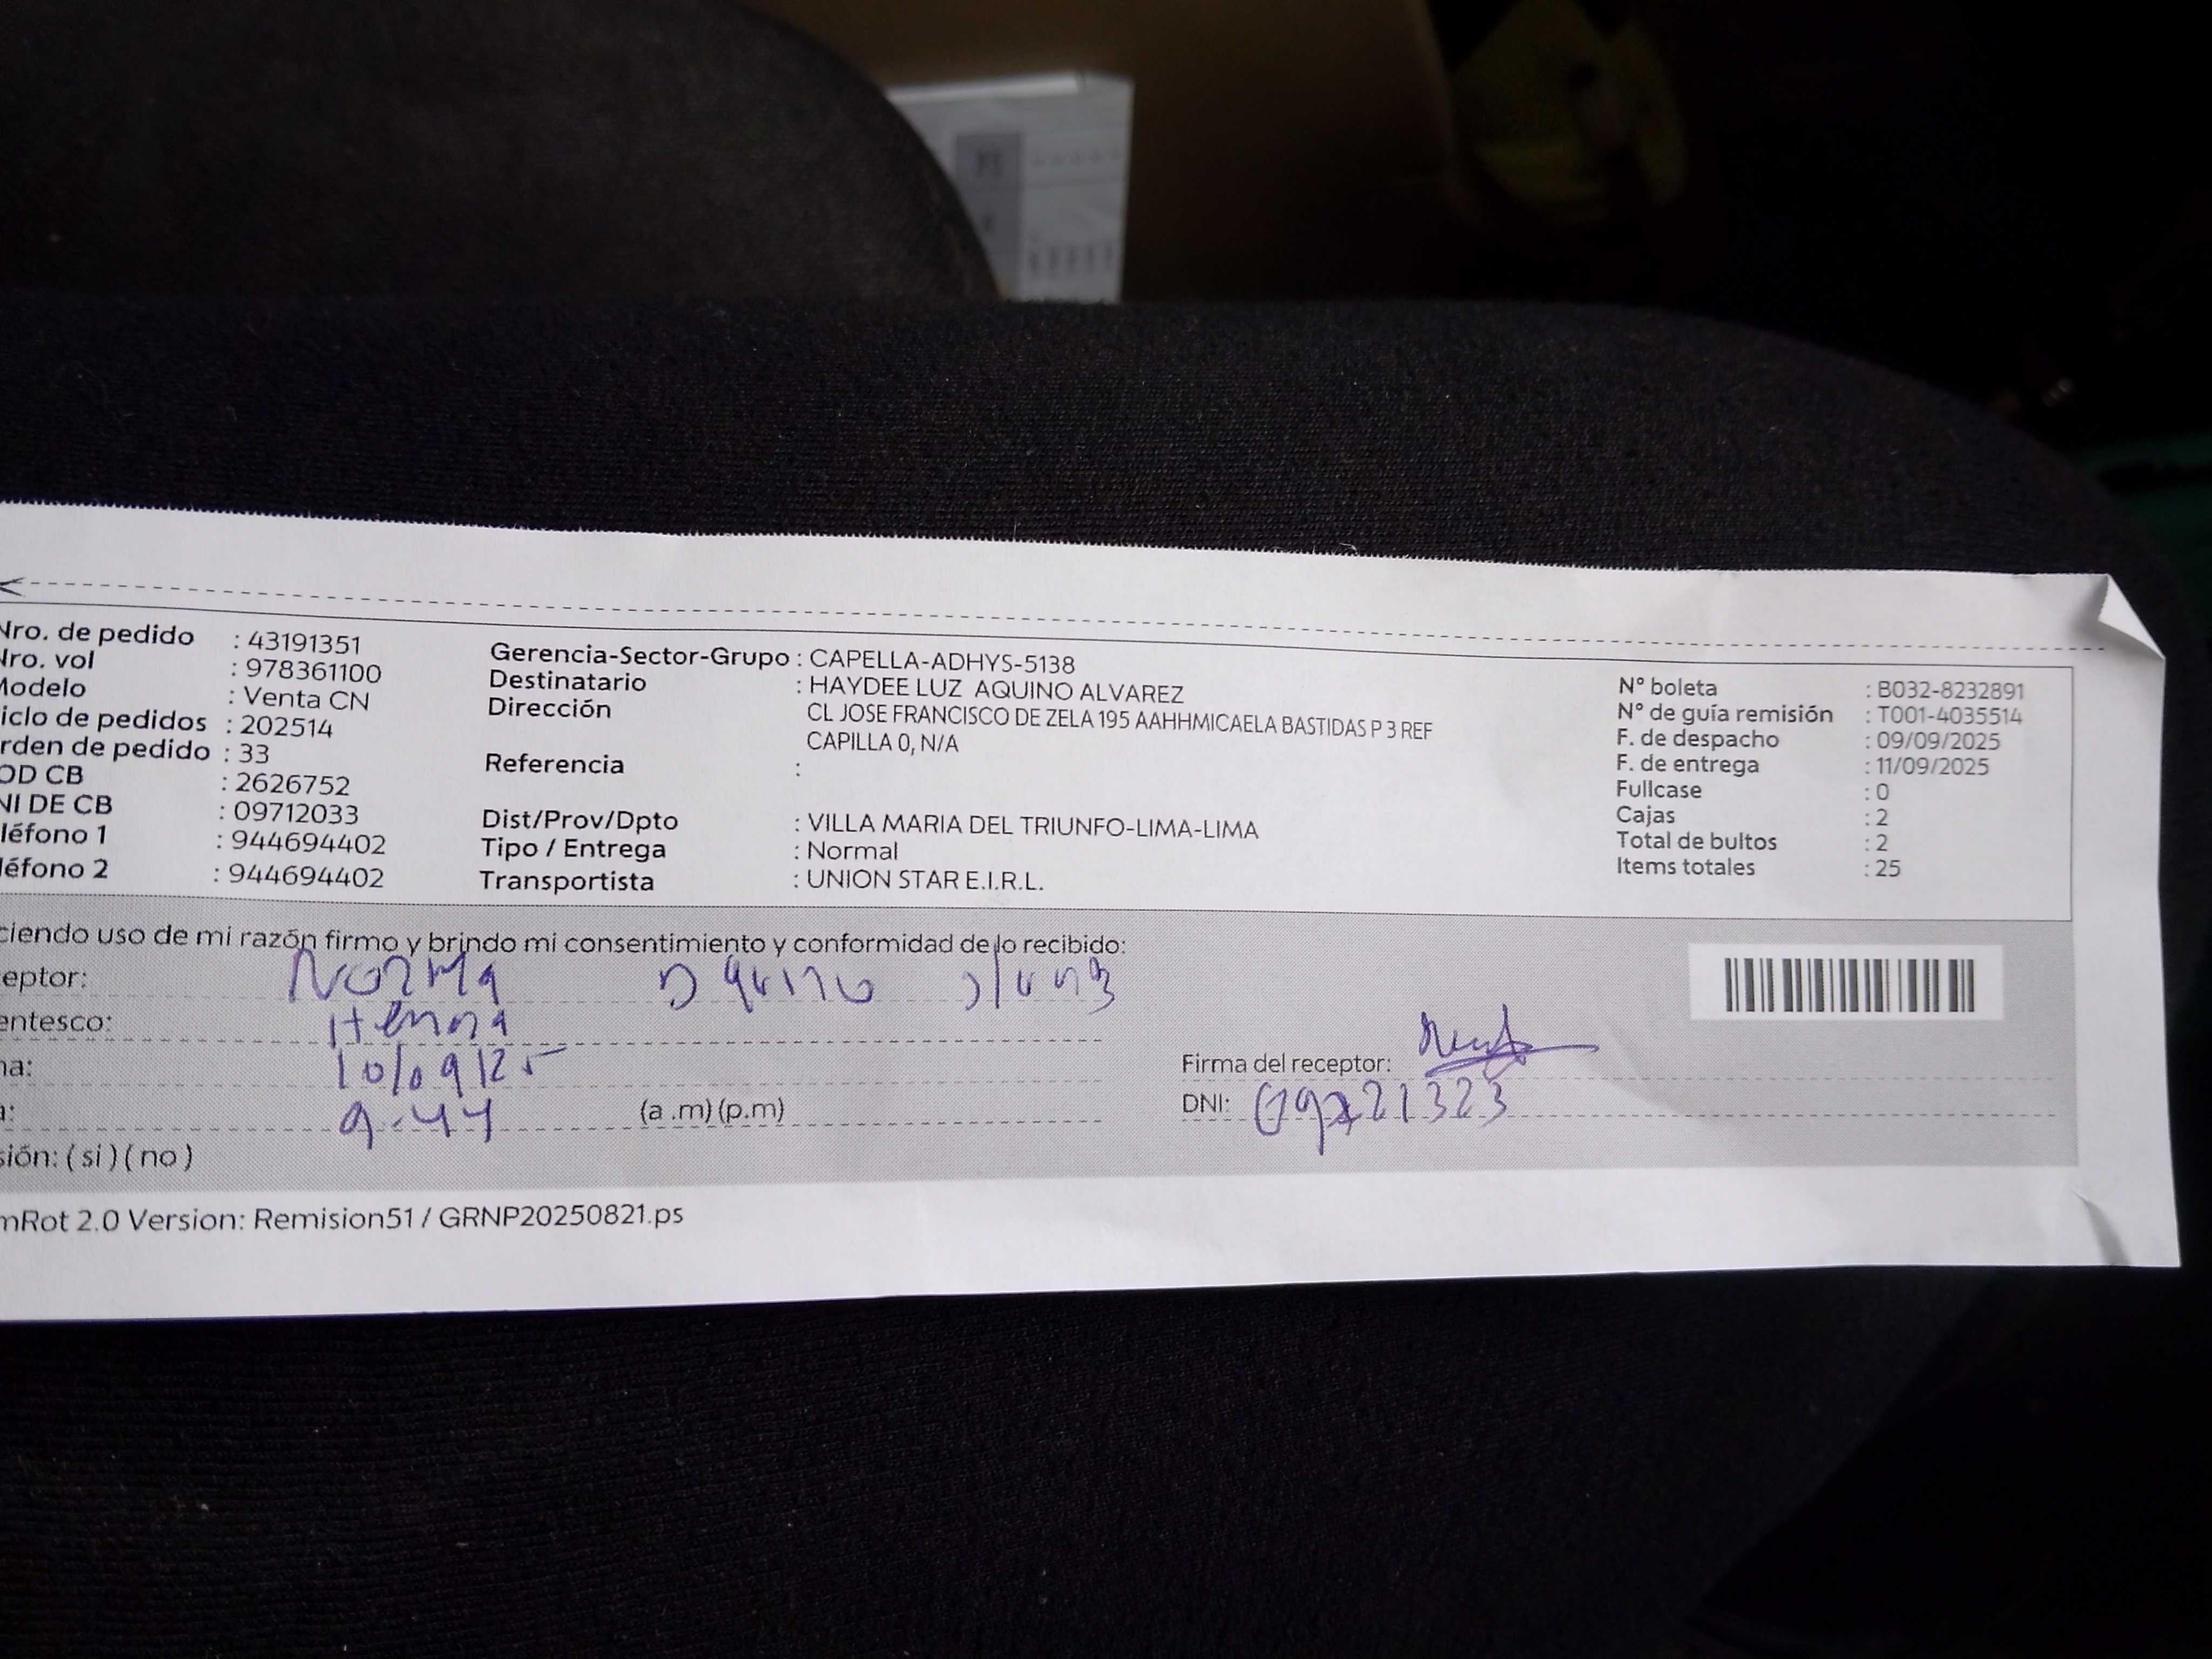 Nro. de pedido : 43191351
Nro. vol : 978361100
Modelo : Venta CN
iclo de pedidos : 202514
rden de pedido : 33
OD CB : 2626752
NI DE CB : 09712033
léfono 1 : 944694402
léfono 2 : 944694402
Gerencia-Sector-Grupo : CAPELLA-ADHYS-5138
Destinatario : HAYDEE LUZ AQUINO ALVAREZ
Dirección CL JOSE FRANCISCO DE ZELA 195 AAHHMICAELA BASTIDAS P 3 REF
CAPILLA 0, N/A
Referencia :
Dist/Prov/Dpto : VILLA MARIA DEL TRIUNFO-LIMA-LIMA
Tipo / Entrega : Normal
Transportista : UNION STAR E.I.R.L.
N° boleta : B032-8232891
N° de guía remisión : T001-4035514
F. de despacho : 09/09/2025
F. de entrega : 11/09/2025
Fullcase : 0
Cajas : 2
Total de bultos : 2
Items totales : 25
ciendo uso de mi razón firmo y brindo mi consentimiento y conformidad de lo recibido:
eptor: Norma
entesco:
na: 10/09/25
a: 9-44 (a .m) (p.m)
sión: ( si ) ( no )
Firma del receptor:
DNI:
mRot 2.0 Version: Remision51 / GRNP20250821.ps